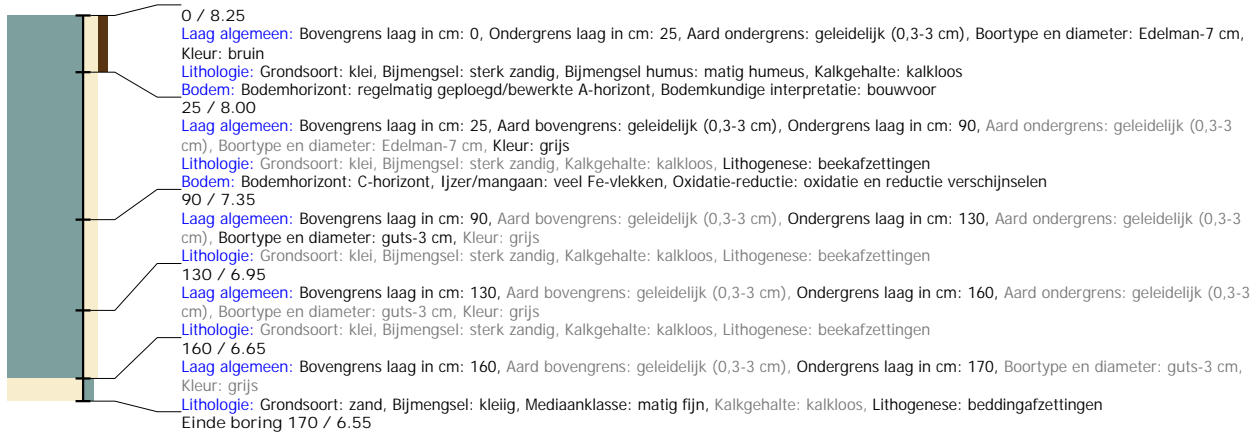 0 / 8.25
Laag algemeen: Bovengrens laag in cm: 0, Ondergrens laag in cm: 25, Aard ondergrens: geleidelijk (0,3-3 cm), Boortype en diameter: Edelman-7 cm,
Kleur: bruin
Lithologie: Grondsoort: klei, Bijmengsel: sterk zandig, Bijmengsel humus: matig humeus, Kalkgehalte: kalkloos
Bodem: Bodemhorizont: regelmatig geploegd/bewerkte A-horizont, Bodemkundige interpretatie: bouwvoor
25 / 8.00
Laag algemeen: Bovengrens laag in cm: 25, Aard bovengrens: geleidelijk (0,3-3 cm), Ondergrens laag in cm: 90, Aard ondergrens: geleidelijk (0,3-3
cm), Boortype en diameter: Edelman-7 cm, Kleur: grijs
Lithologie: Grondsoort: klei, Bijmengsel: sterk zandig, Kalkgehalte: kalkloos, Lithogenese: beekafzettingen
Bodem: Bodemhorizont: C-horizont, Ijzer/mangaan: veel Fe-vlekken, Oxidatie-reductie: oxidatie en reductie verschijnselen
90 / 7.35
Laag algemeen: Bovengrens laag in cm: 90, Aard bovengrens: geleidelijk (0,3-3 cm), Ondergrens laag in cm: 130, Aard ondergrens: geleidelijk (0,3-3
cm), Boortype en diameter: guts-3 cm, Kleur: grijs
Lithologie: Grondsoort: klei, Bijmengsel: sterk zandig, Kalkgehalte: kalkloos, Lithogenese: beekafzettingen
130 / 6.95
Laag algemeen: Bovengrens laag in cm: 130, Aard bovengrens: geleidelijk (0,3-3 cm), Ondergrens laag in cm: 160, Aard ondergrens: geleidelijk (0,3-3
cm), Boortype en diameter: guts-3 cm, Kleur: grijs
Lithologie: Grondsoort: klei, Bijmengsel: sterk zandig, Kalkgehalte: kalkloos, Lithogenese: beekafzettingen
160 / 6.65
Laag algemeen: Bovengrens laag in cm: 160, Aard bovengrens: geleidelijk (0,3-3 cm), Ondergrens laag in cm: 170, Boortype en diameter: guts-3 cm,
Kleur: grijs
Lithologie: Grondsoort: zand, Bijmengsel: kleiig, Mediaanklasse: matig fijn, Kalkgehalte: kalkloos, Lithogenese: beddingafzettingen
Einde boring 170 / 6.55